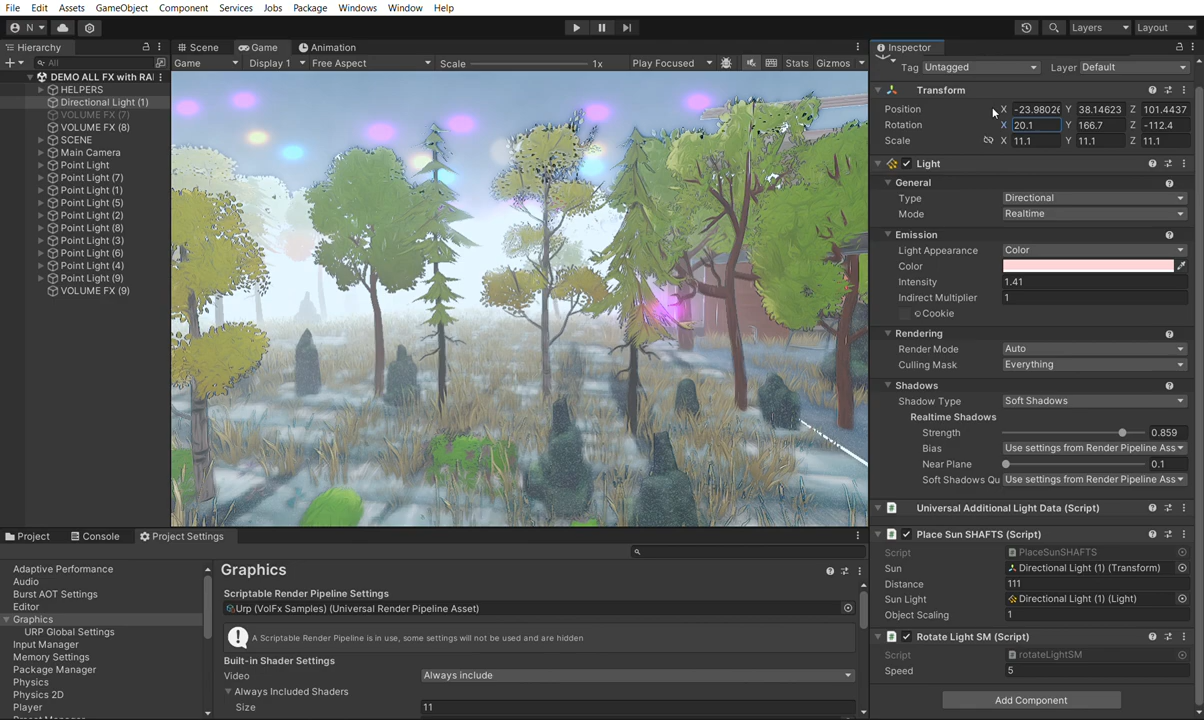 File Edit Assets GameObject Component Services Jobs Package Windows Window Help
N Layers Layout
Hierarchy
All
DEMO ALL FX with RAI
HELPERS
Directional Light (1)
VOLUME FX (7)
VOLUME FX (8)
SCENE
Main Camera
Point Light
Point Light (7)
Point Light (1)
Point Light (5)
Point Light (2)
Point Light (8)
Point Light (3)
Point Light (6)
Point Light (4)
Point Light (9)
VOLUME FX (9)
Scene Game Animation
Game Display 1 Free Aspect Scale 1x Play Focused Stats Gizmos
Inspector
Tag Untagged Layer Default
Transform
Position X -23.98026 Y 38.14623 Z 101.4437
Rotation X 20.1 Y 166.7 Z -112.4
Scale X 11.1 Y 11.1 Z 11.1
Light
General
Type Directional
Mode Realtime
Emission
Light Appearance Color
Color
Intensity 1.41
Indirect Multiplier 1
Cookie
Rendering
Render Mode Auto
Culling Mask Everything
Shadows
Shadow Type Soft Shadows
Realtime Shadows
Strength 0.859
Bias Use settings from Render Pipeline Ass
Near Plane 0.1
Soft Shadows Qu Use settings from Render Pipeline Ass
Universal Additional Light Data (Script)
Place Sun SHAFTS (Script)
Script PlaceSunSHAFTS
Sun Directional Light (1) (Transform)
Distance 111
Sun Light Directional Light (1) (Light)
Object Scaling 1
Rotate Light SM (Script)
Script rotateLightSM
Speed 5
Add Component
Project Console Project Settings
Adaptive Performance
Audio
Burst AOT Settings
Editor
Graphics
URP Global Settings
Input Manager
Memory Settings
Package Manager
Physics
Physics 2D
Player
Graphics
Scriptable Render Pipeline Settings
Urp (VolFx Samples) (Universal Render Pipeline Asset)
A Scriptable Render Pipeline is in use, some settings will not be used and are hidden
Built-in Shader Settings
Video Always include
Always Included Shaders
Size 11